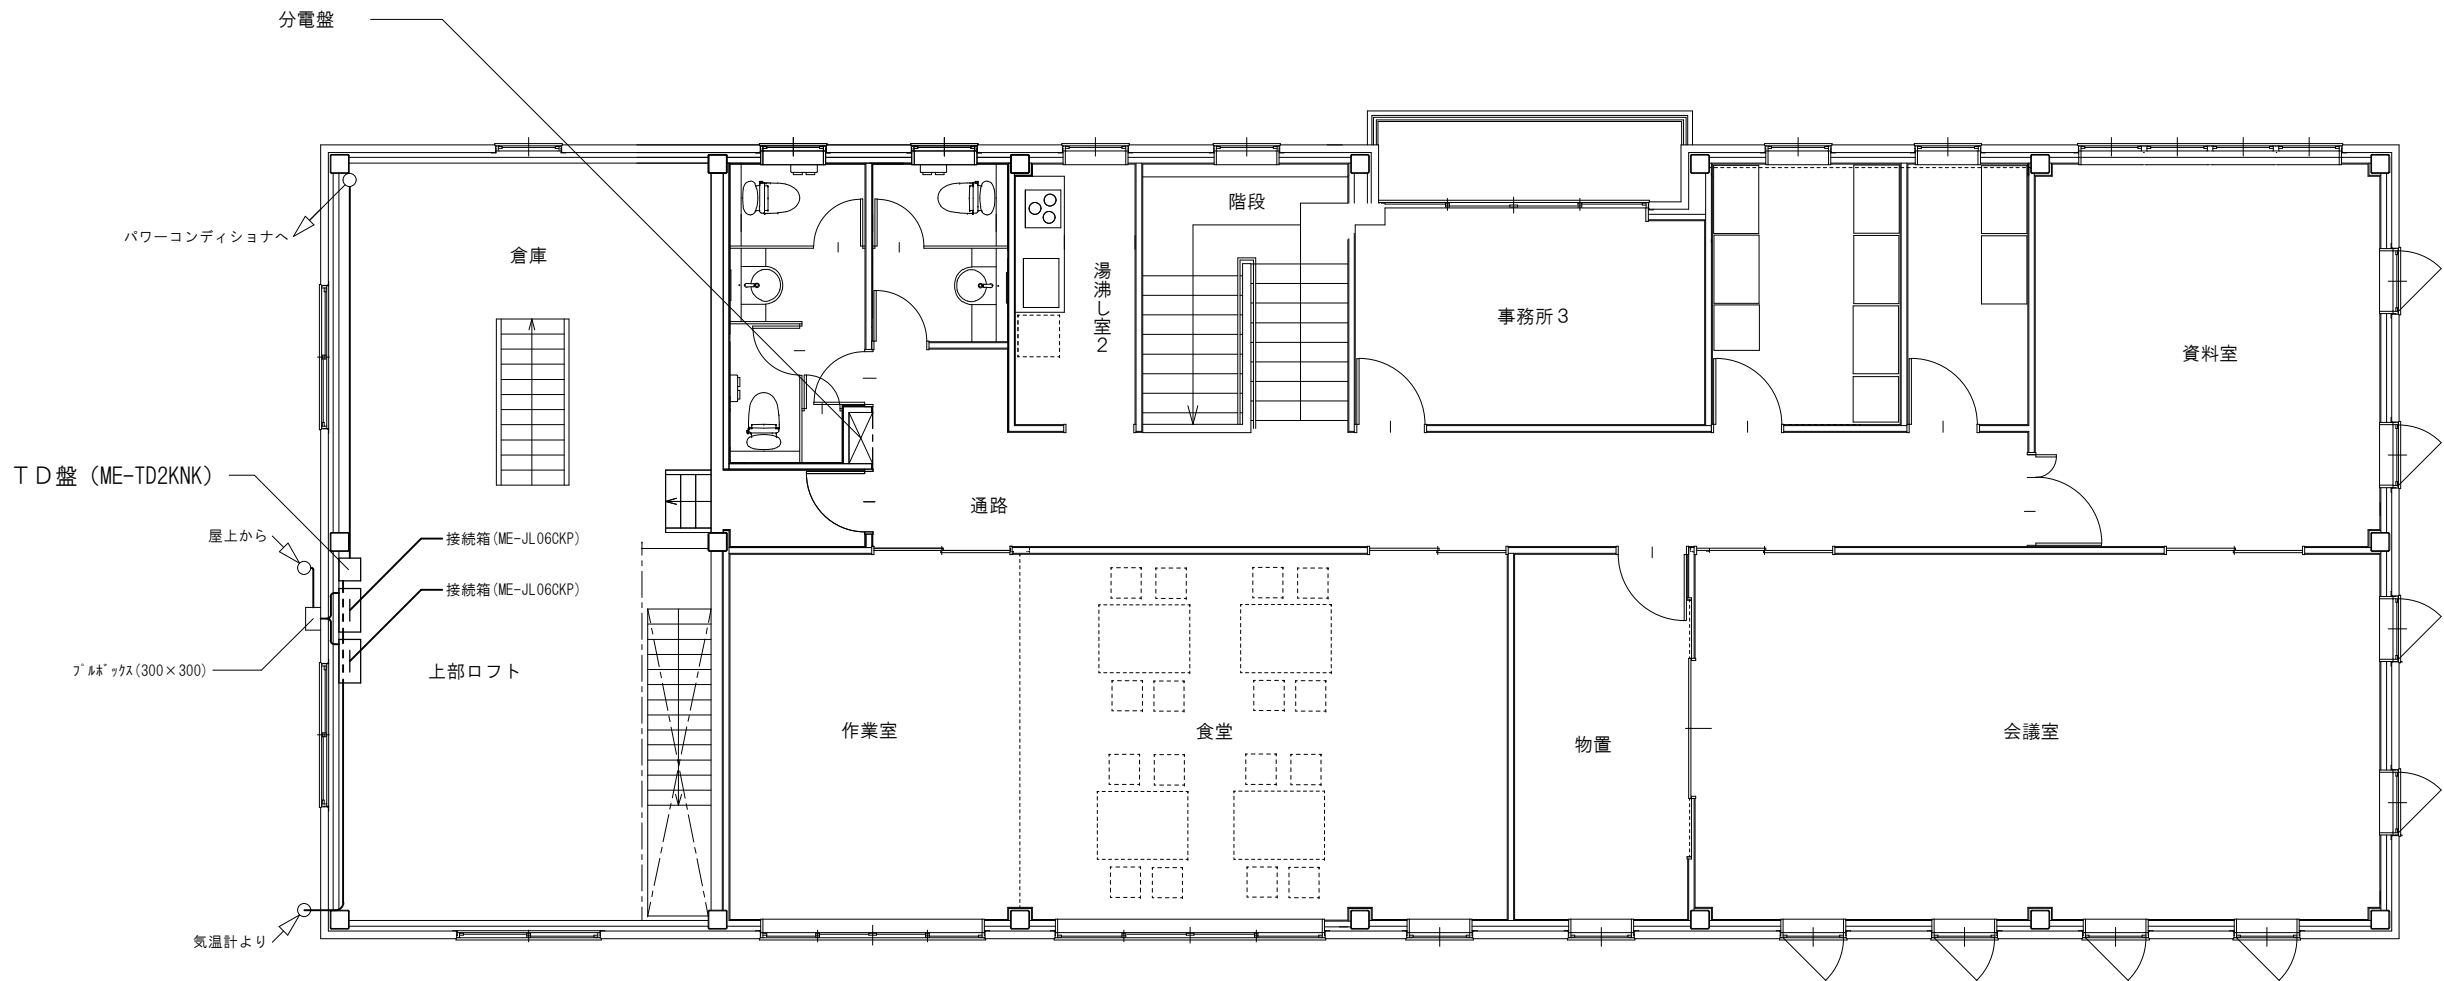 分電盤
階段
パワーコンディショナへ
倉庫
湯沸し室2
事務所3
資料室
TD盤(ME-TD2KNK)
通路
屋上から
接続箱(ME-JL06CKP)
接続箱(ME-JL06CKP)
プルボックス(300×300)
上部ロフト
作業室
食堂
物置
会議室
気温計より